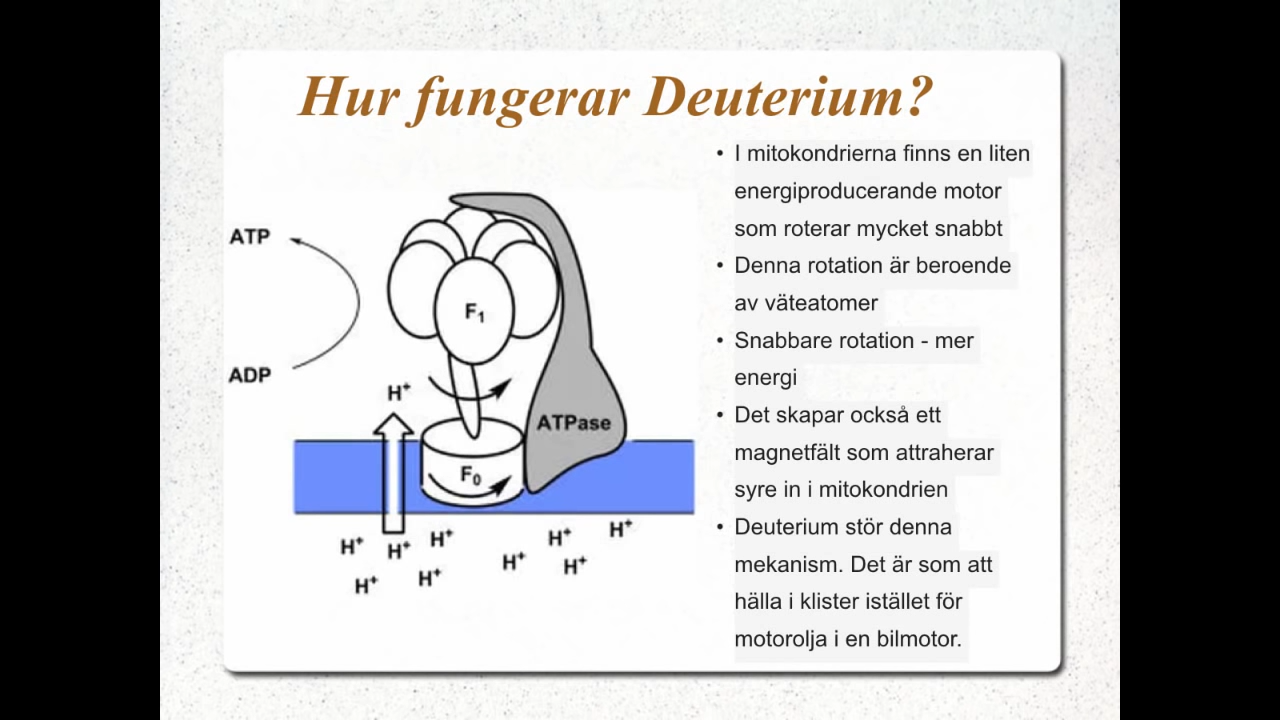 Hur fungerar Deuterium?
• I mitokondrierna finns en liten
energiproducerande motor
som roterar mycket snabbt
• Denna rotation är beroende
av väteatomer
• Snabbare rotation - mer
energi
• Det skapar också ett
magnetfält som attraherar
syre in i mitokondrien
• Deuterium stör denna
mekanism. Det är som att
hälla i klister istället för
motorolja i en bilmotor.
ATP
F₁
ADP
H⁺
ATPase
F₀
H⁺ H⁺ H⁺ H⁺ H⁺ H⁺
H⁺ H⁺ H⁺